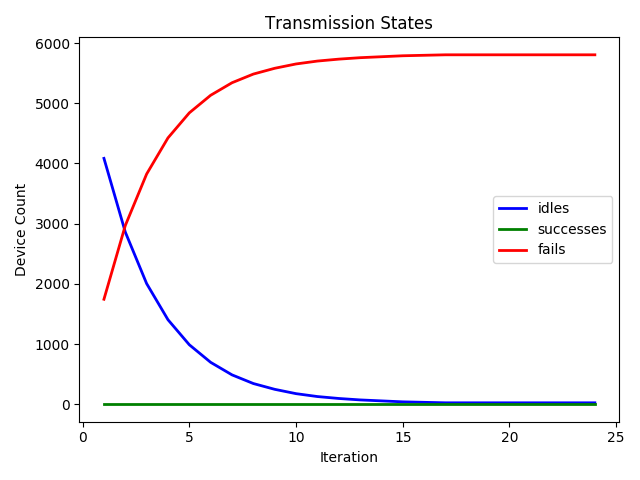 Transmission States
Device Count
6000
5000
4000
3000
2000
1000
0
idles
successes
fails
0
5
10
15
20
25
Iteration